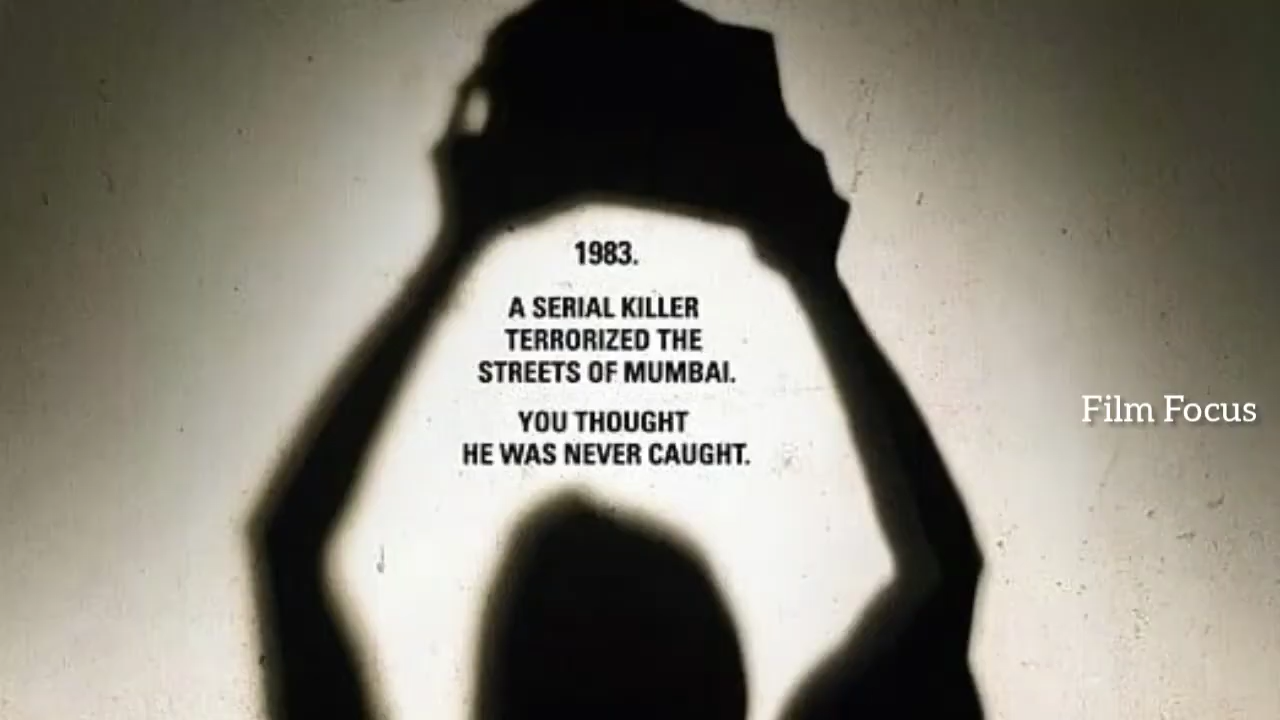 1983.
A SERIAL KILLER
TERRORIZED THE
STREETS OF MUMBAI.
YOU THOUGHT
HE WAS NEVER CAUGHT.
Film Focus